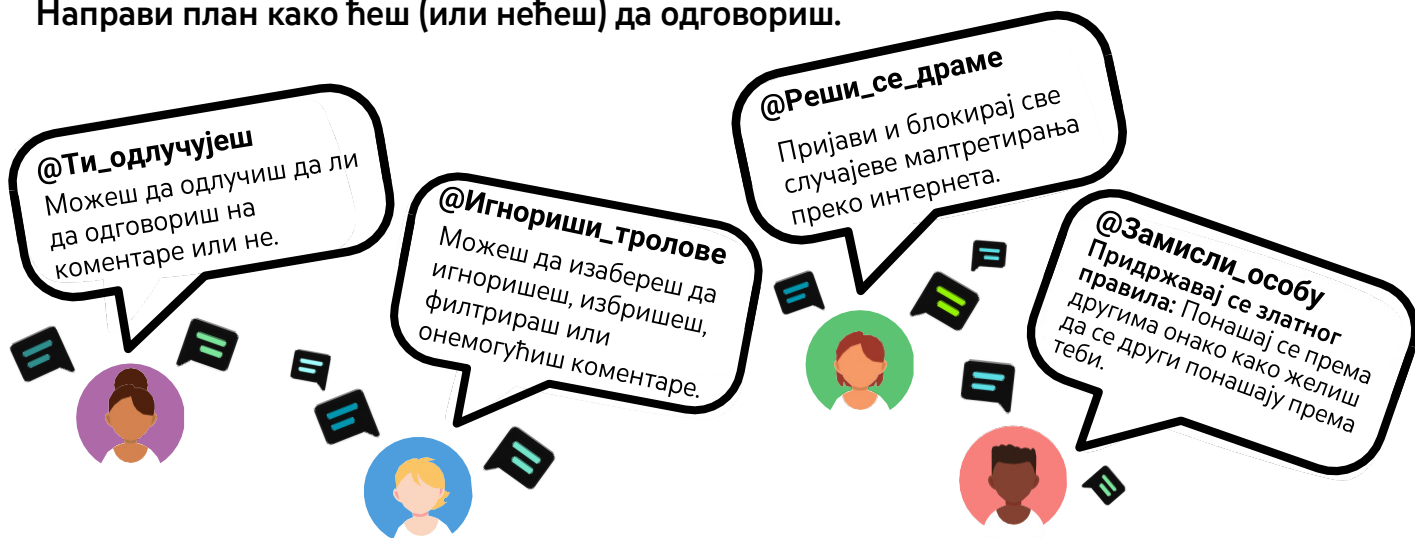 Направи план како ћеш (или нећеш) да одговориш.
@Ти_одлучујеш
Можеш да одлучиш да ли
да одговориш на
коментаре или не.
@Игнориши_тролове
Можеш да изабереш да
игноришеш, избришеш,
филтрираш или
онемогућиш коментаре.
@Реши_се_драме
Пријави и блокирај све
случајеве малтретирања
преко интернета.
@Замисли_особу
Придржавај се златног
правила: Понашај се према
другима онако како желиш
да се други понашају према
теби.